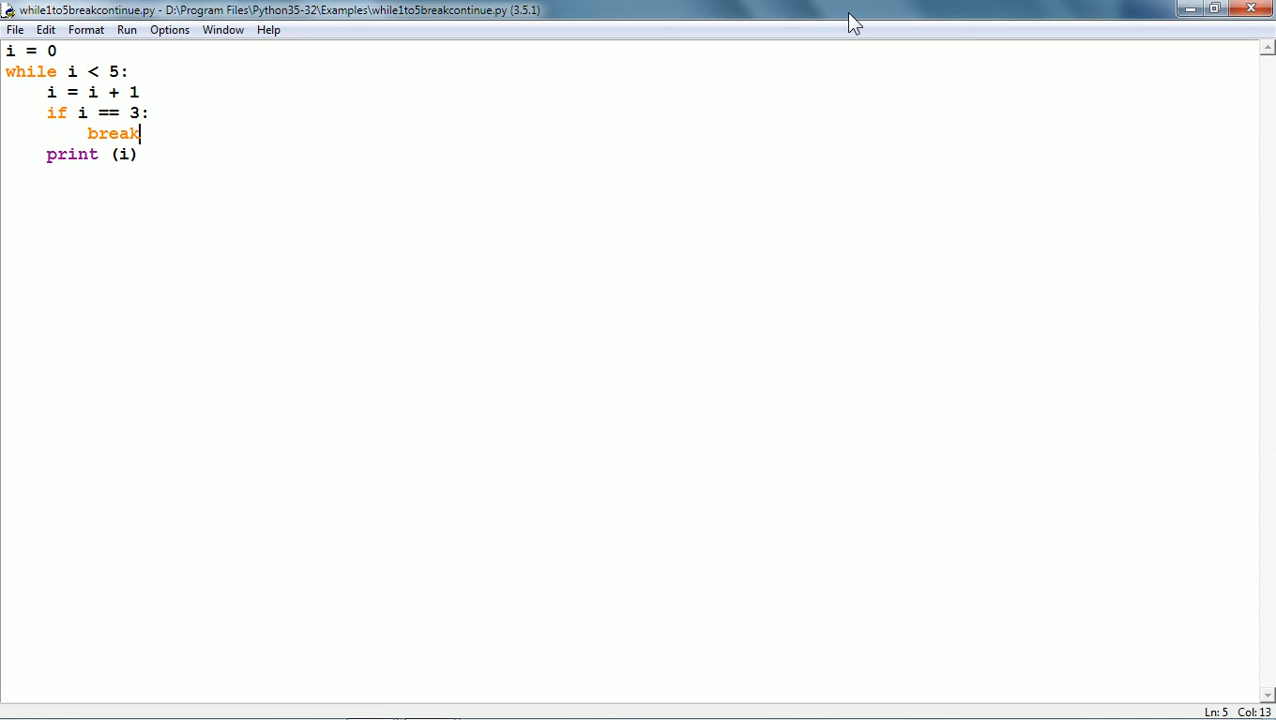 while1to5breakcontinue.py - D:\Program Files\Python35-32\Examples\while1to5breakcontinue.py (3.5.1)
File Edit Format Run Options Window Help
i = 0
while i < 5:
    i = i + 1
    if i == 3:
        break
    print (i)
Ln: 5 Col: 13